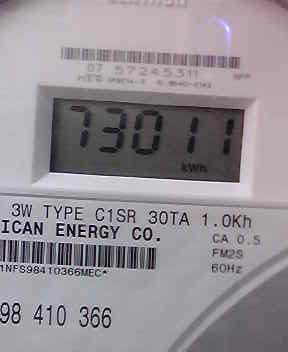 07 57245311
73011
kWh
3W TYPE C1SR 30TA 1.0Kh
ICAN ENERGY CO.
CA 0.5
FM2S
60Hz
1NFS98410366MEC*
98 410 366